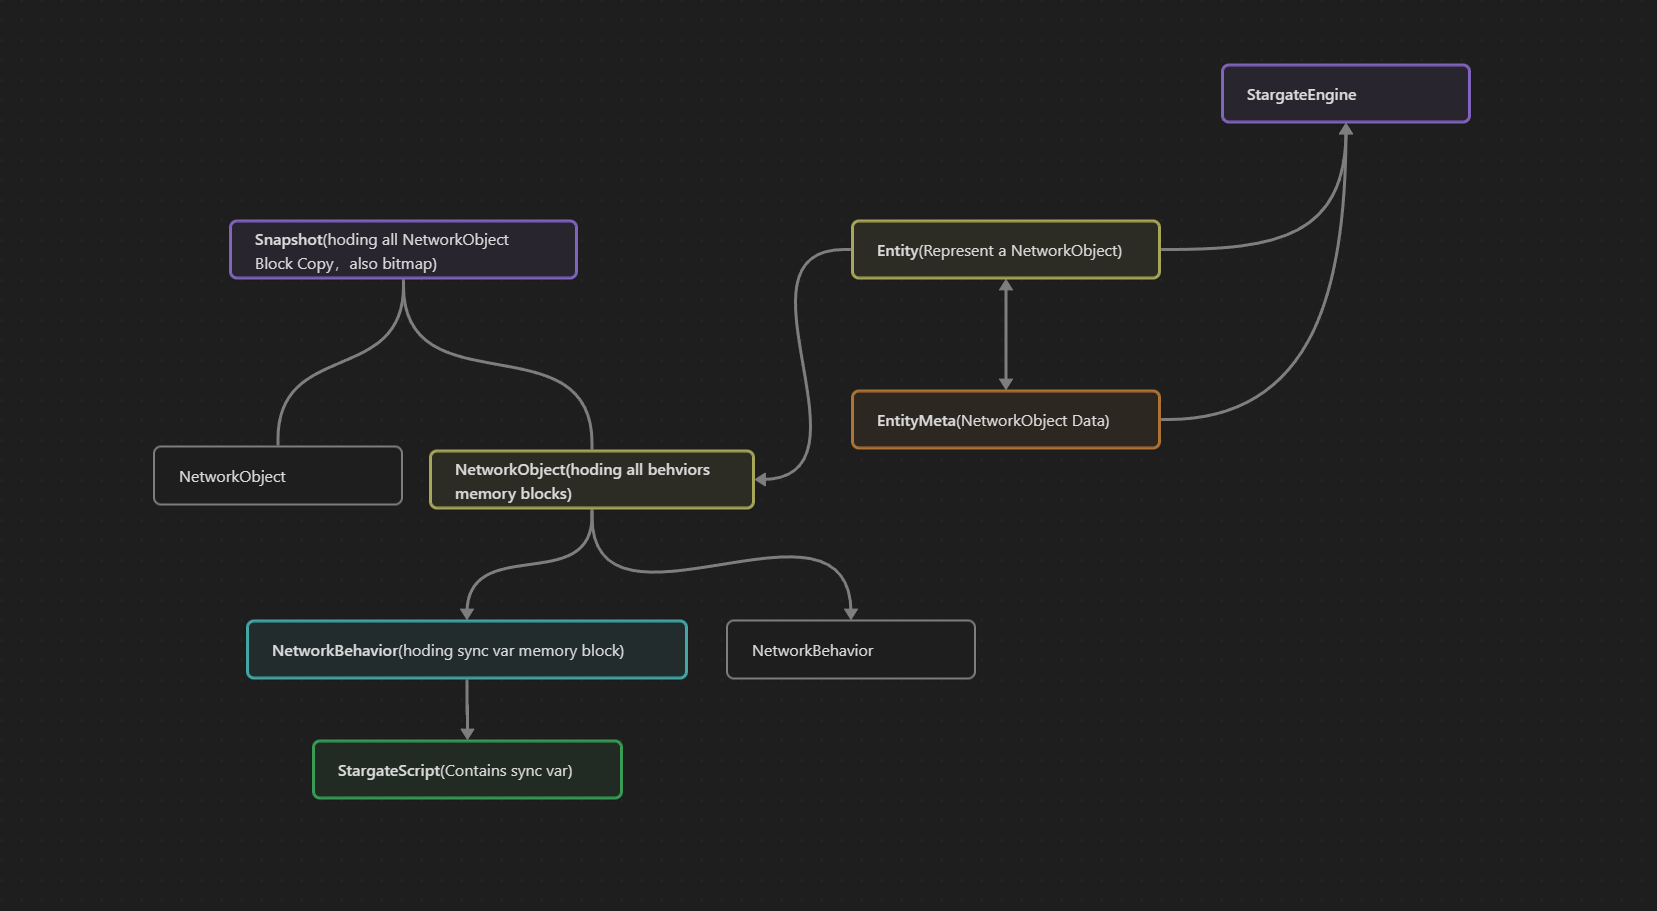 StargateEngine
Snapshot(hoding all NetworkObject
Block Copy，also bitmap)
Entity(Represent a NetworkObject)
EntityMeta(NetworkObject Data)
NetworkObject
NetworkObject(hoding all behviors
memory blocks)
NetworkBehavior(hoding sync var memory block)
NetworkBehavior
StargateScript(Contains sync var)